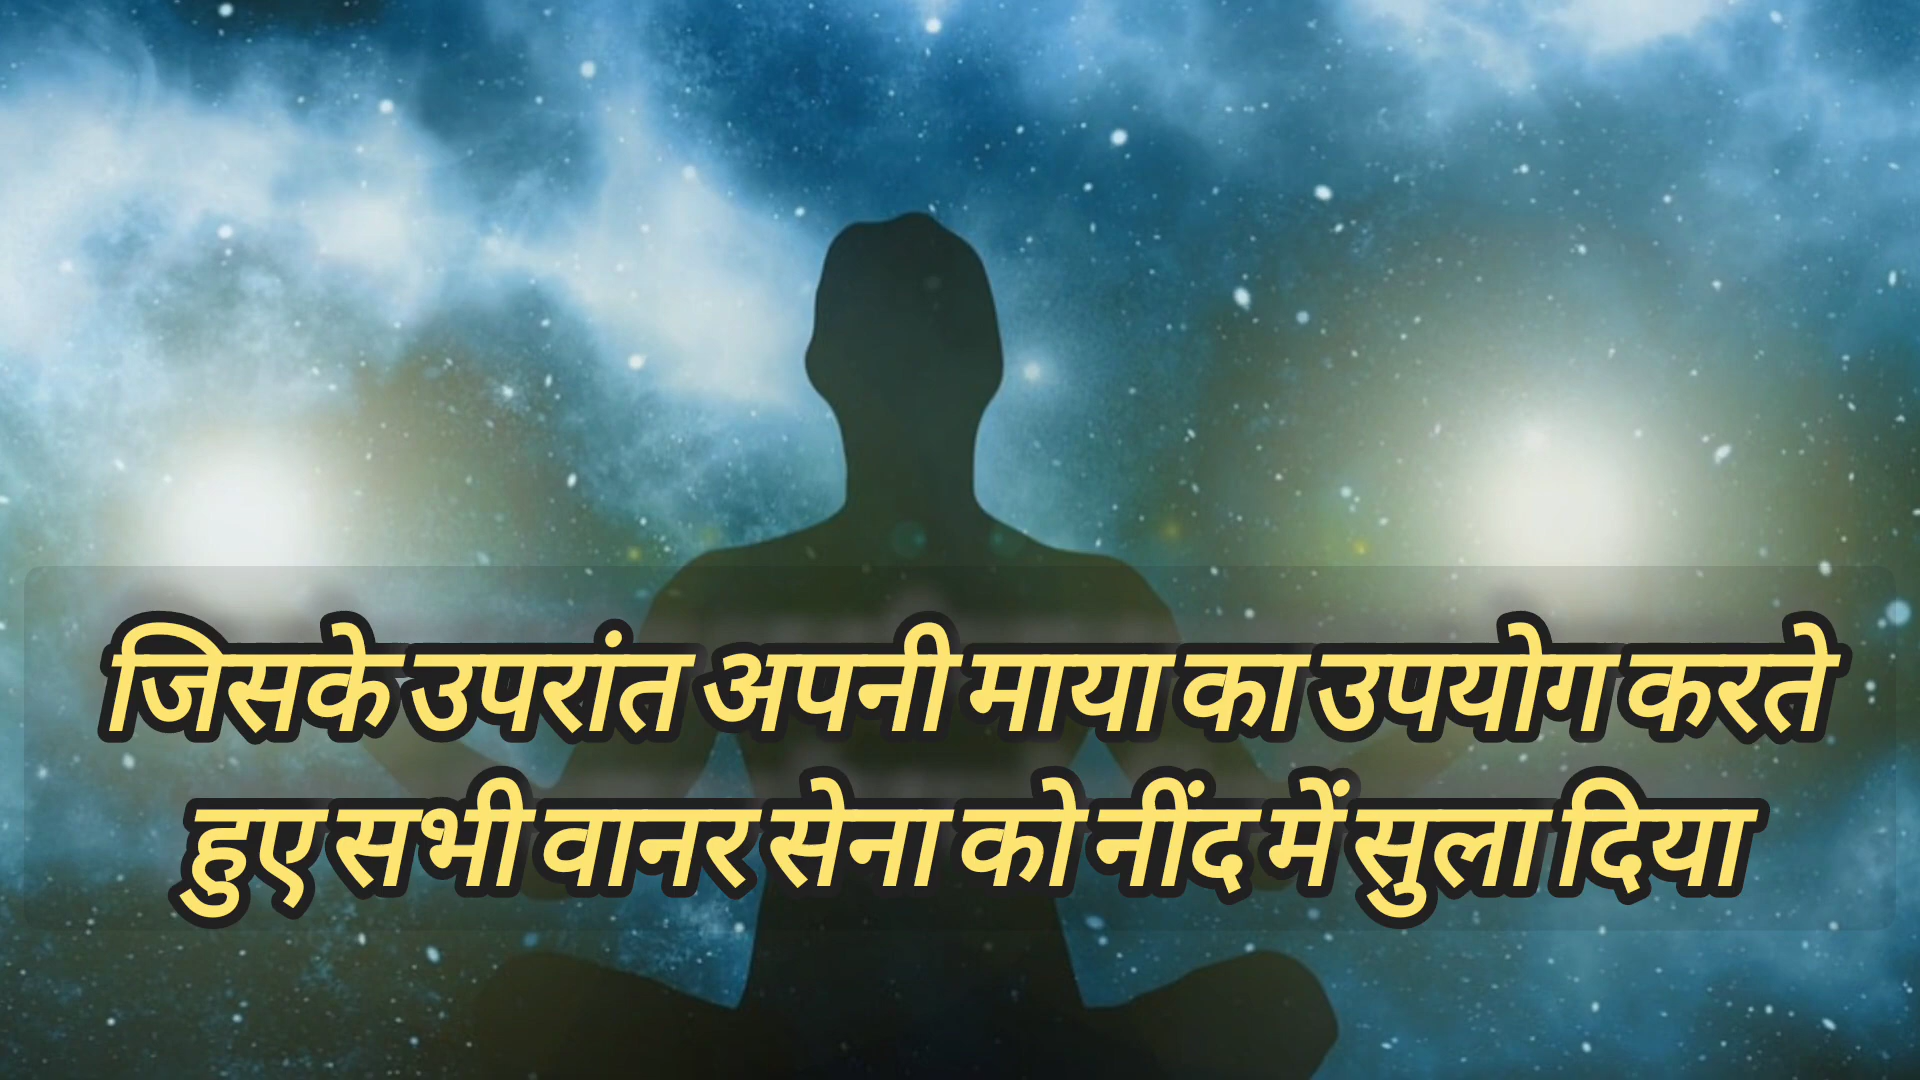 जिसके उपरांत अपनी माया का उपयोग करते
हुए सभी वानर सेना को नींद में सुला दिया